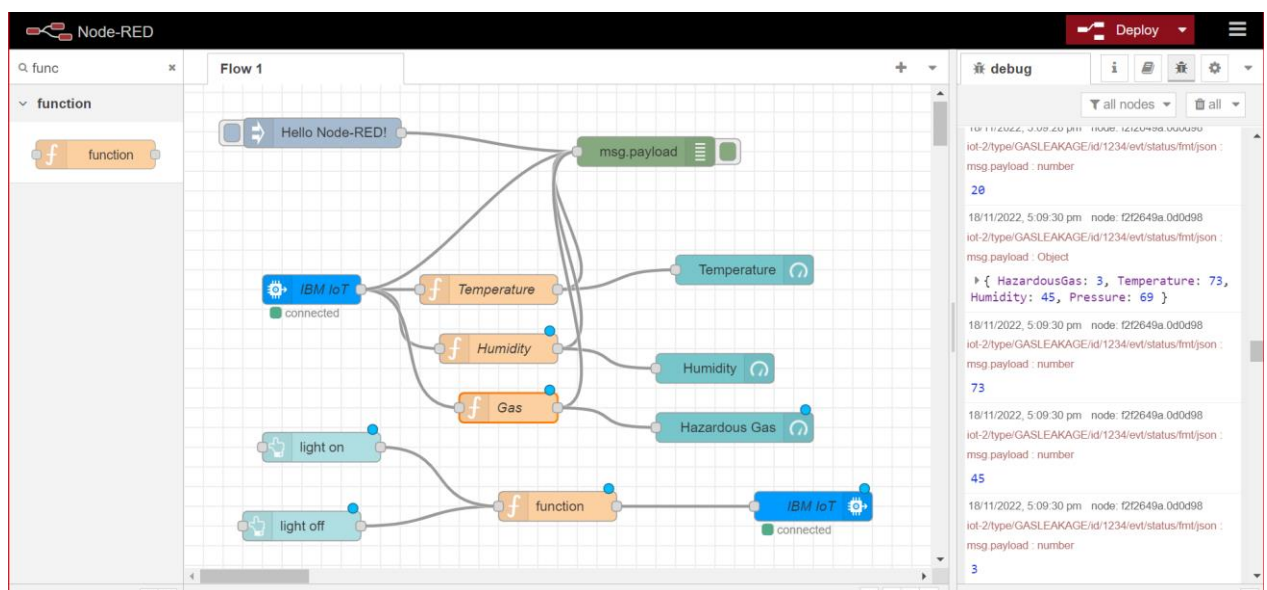 Node-RED
Deploy
func
Flow 1
debug
i
function
all nodes
all
function
Hello Node-RED!
msg.payload
IBM IoT
connected
Temperature
Temperature
Humidity
Humidity
Gas
Hazardous Gas
light on
light off
function
IBM IoT
connected
18/11/2022, 5:09:20 pm node: f2f2649a.0d0d98
iot-2/type/GASLEAKAGE/id/1234/evt/status/fmt/json :
msg.payload : number
20
18/11/2022, 5:09:30 pm node: f2f2649a.0d0d98
iot-2/type/GASLEAKAGE/id/1234/evt/status/fmt/json :
msg.payload : Object
{ HazardousGas: 3, Temperature: 73,
Humidity: 45, Pressure: 69 }
18/11/2022, 5:09:30 pm node: f2f2649a.0d0d98
iot-2/type/GASLEAKAGE/id/1234/evt/status/fmt/json :
msg.payload : number
73
18/11/2022, 5:09:30 pm node: f2f2649a.0d0d98
iot-2/type/GASLEAKAGE/id/1234/evt/status/fmt/json :
msg.payload : number
45
18/11/2022, 5:09:30 pm node: f2f2649a.0d0d98
iot-2/type/GASLEAKAGE/id/1234/evt/status/fmt/json :
msg.payload : number
3